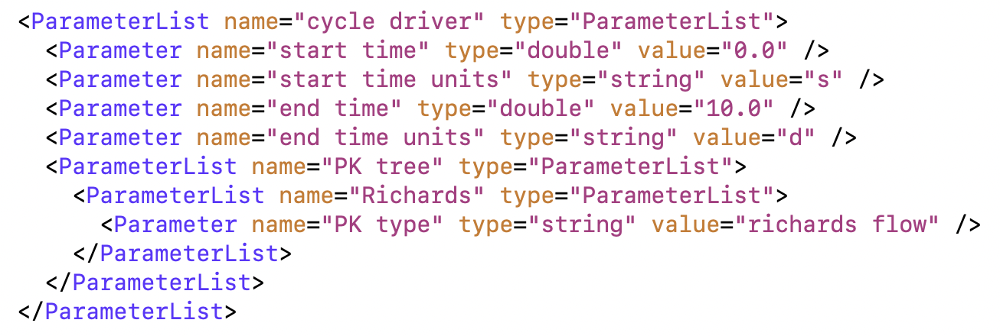 <ParameterList name="cycle driver" type="ParameterList">
  <Parameter name="start time" type="double" value="0.0" />
  <Parameter name="start time units" type="string" value="s" />
  <Parameter name="end time" type="double" value="10.0" />
  <Parameter name="end time units" type="string" value="d" />
  <ParameterList name="PK tree" type="ParameterList">
    <ParameterList name="Richards" type="ParameterList">
      <Parameter name="PK type" type="string" value="richards flow" />
    </ParameterList>
  </ParameterList>
</ParameterList>